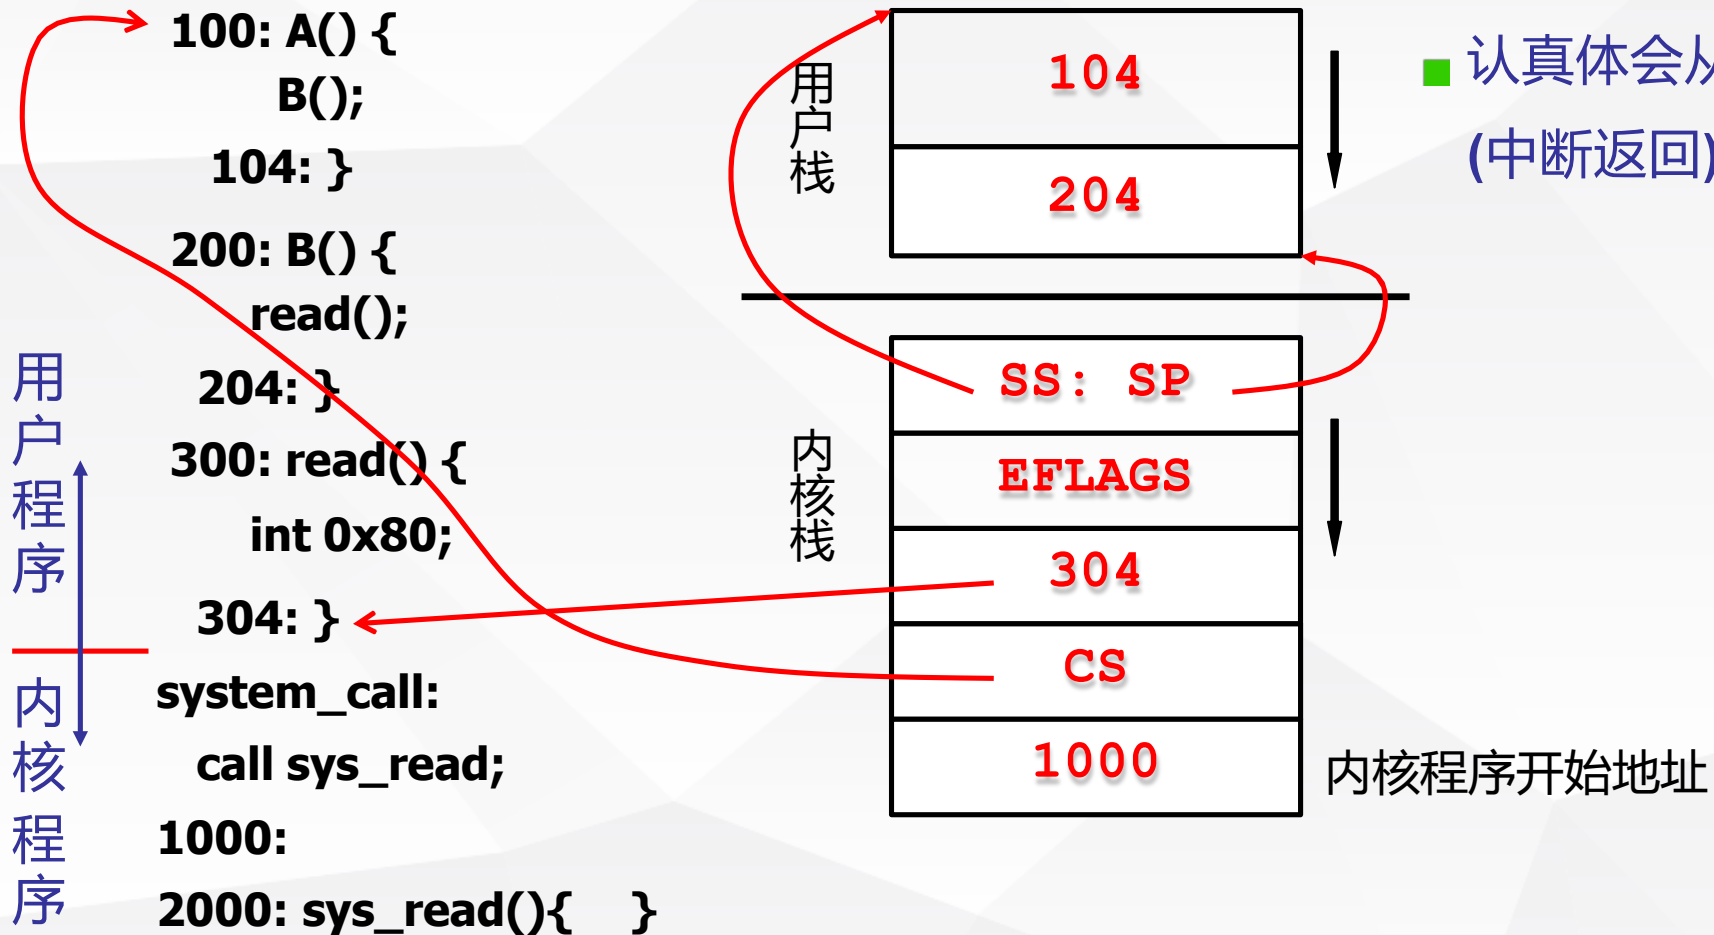 100: A() {
B();
104: }
200: B() {
read();
204: }
300: read() {
int 0x80;
304: }
system_call:
call sys_read;
1000:
2000: sys_read(){ }
用户程序
内核程序
用户栈
104
204
内核栈
SS: SP
EFLAGS
304
CS
1000
内核程序开始地址
认真体会从
(中断返回)